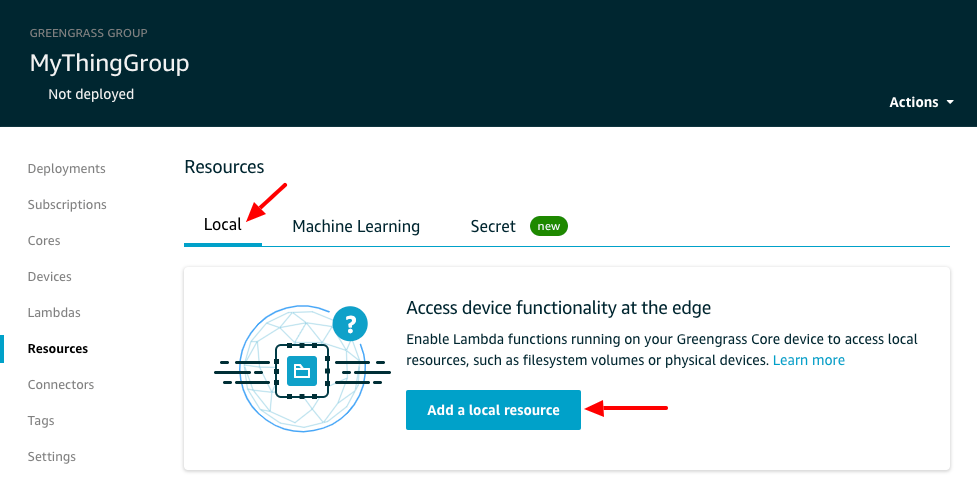 GREENGRASS GROUP
MyThingGroup
Not deployed
Actions
Deployments
Subscriptions
Cores
Devices
Lambdas
Resources
Connectors
Tags
Settings
Resources
Local
Machine Learning
Secret new
?
Access device functionality at the edge
Enable Lambda functions running on your Greengrass Core device to access local
resources, such as filesystem volumes or physical devices. Learn more
Add a local resource